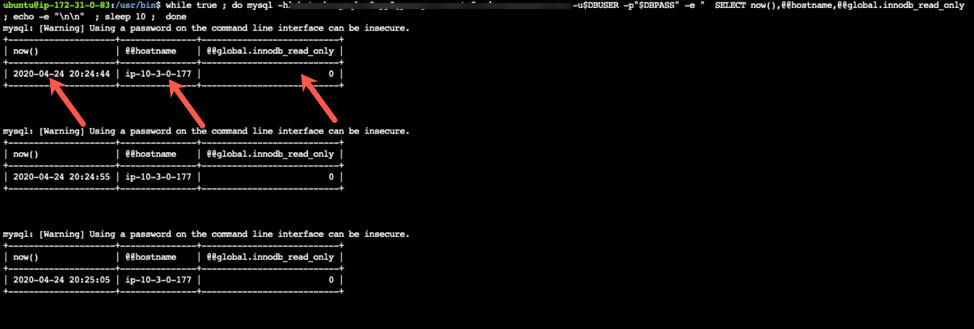 ubuntu@ip-172-31-0-83:/usr/bin$ while true ; do mysql -h -u$DBUSER -p"$DBPASS" -e "  SELECT now(),@@hostname,@@global.innodb_read_only
; echo -e "\n\n"  ; sleep 10 ;  done
mysql: [Warning] Using a password on the command line interface can be insecure.
+---------------------+---------------+---------------------------+
| now()               | @@hostname    | @@global.innodb_read_only |
+---------------------+---------------+---------------------------+
| 2020-04-24 20:24:44 | ip-10-3-0-177 |                         0 |
+---------------------+---------------+---------------------------+
mysql: [Warning] Using a password on the command line interface can be insecure.
+---------------------+---------------+---------------------------+
| now()               | @@hostname    | @@global.innodb_read_only |
+---------------------+---------------+---------------------------+
| 2020-04-24 20:24:55 | ip-10-3-0-177 |                         0 |
+---------------------+---------------+---------------------------+
mysql: [Warning] Using a password on the command line interface can be insecure.
+---------------------+---------------+---------------------------+
| now()               | @@hostname    | @@global.innodb_read_only |
+---------------------+---------------+---------------------------+
| 2020-04-24 20:25:05 | ip-10-3-0-177 |                         0 |
+---------------------+---------------+---------------------------+